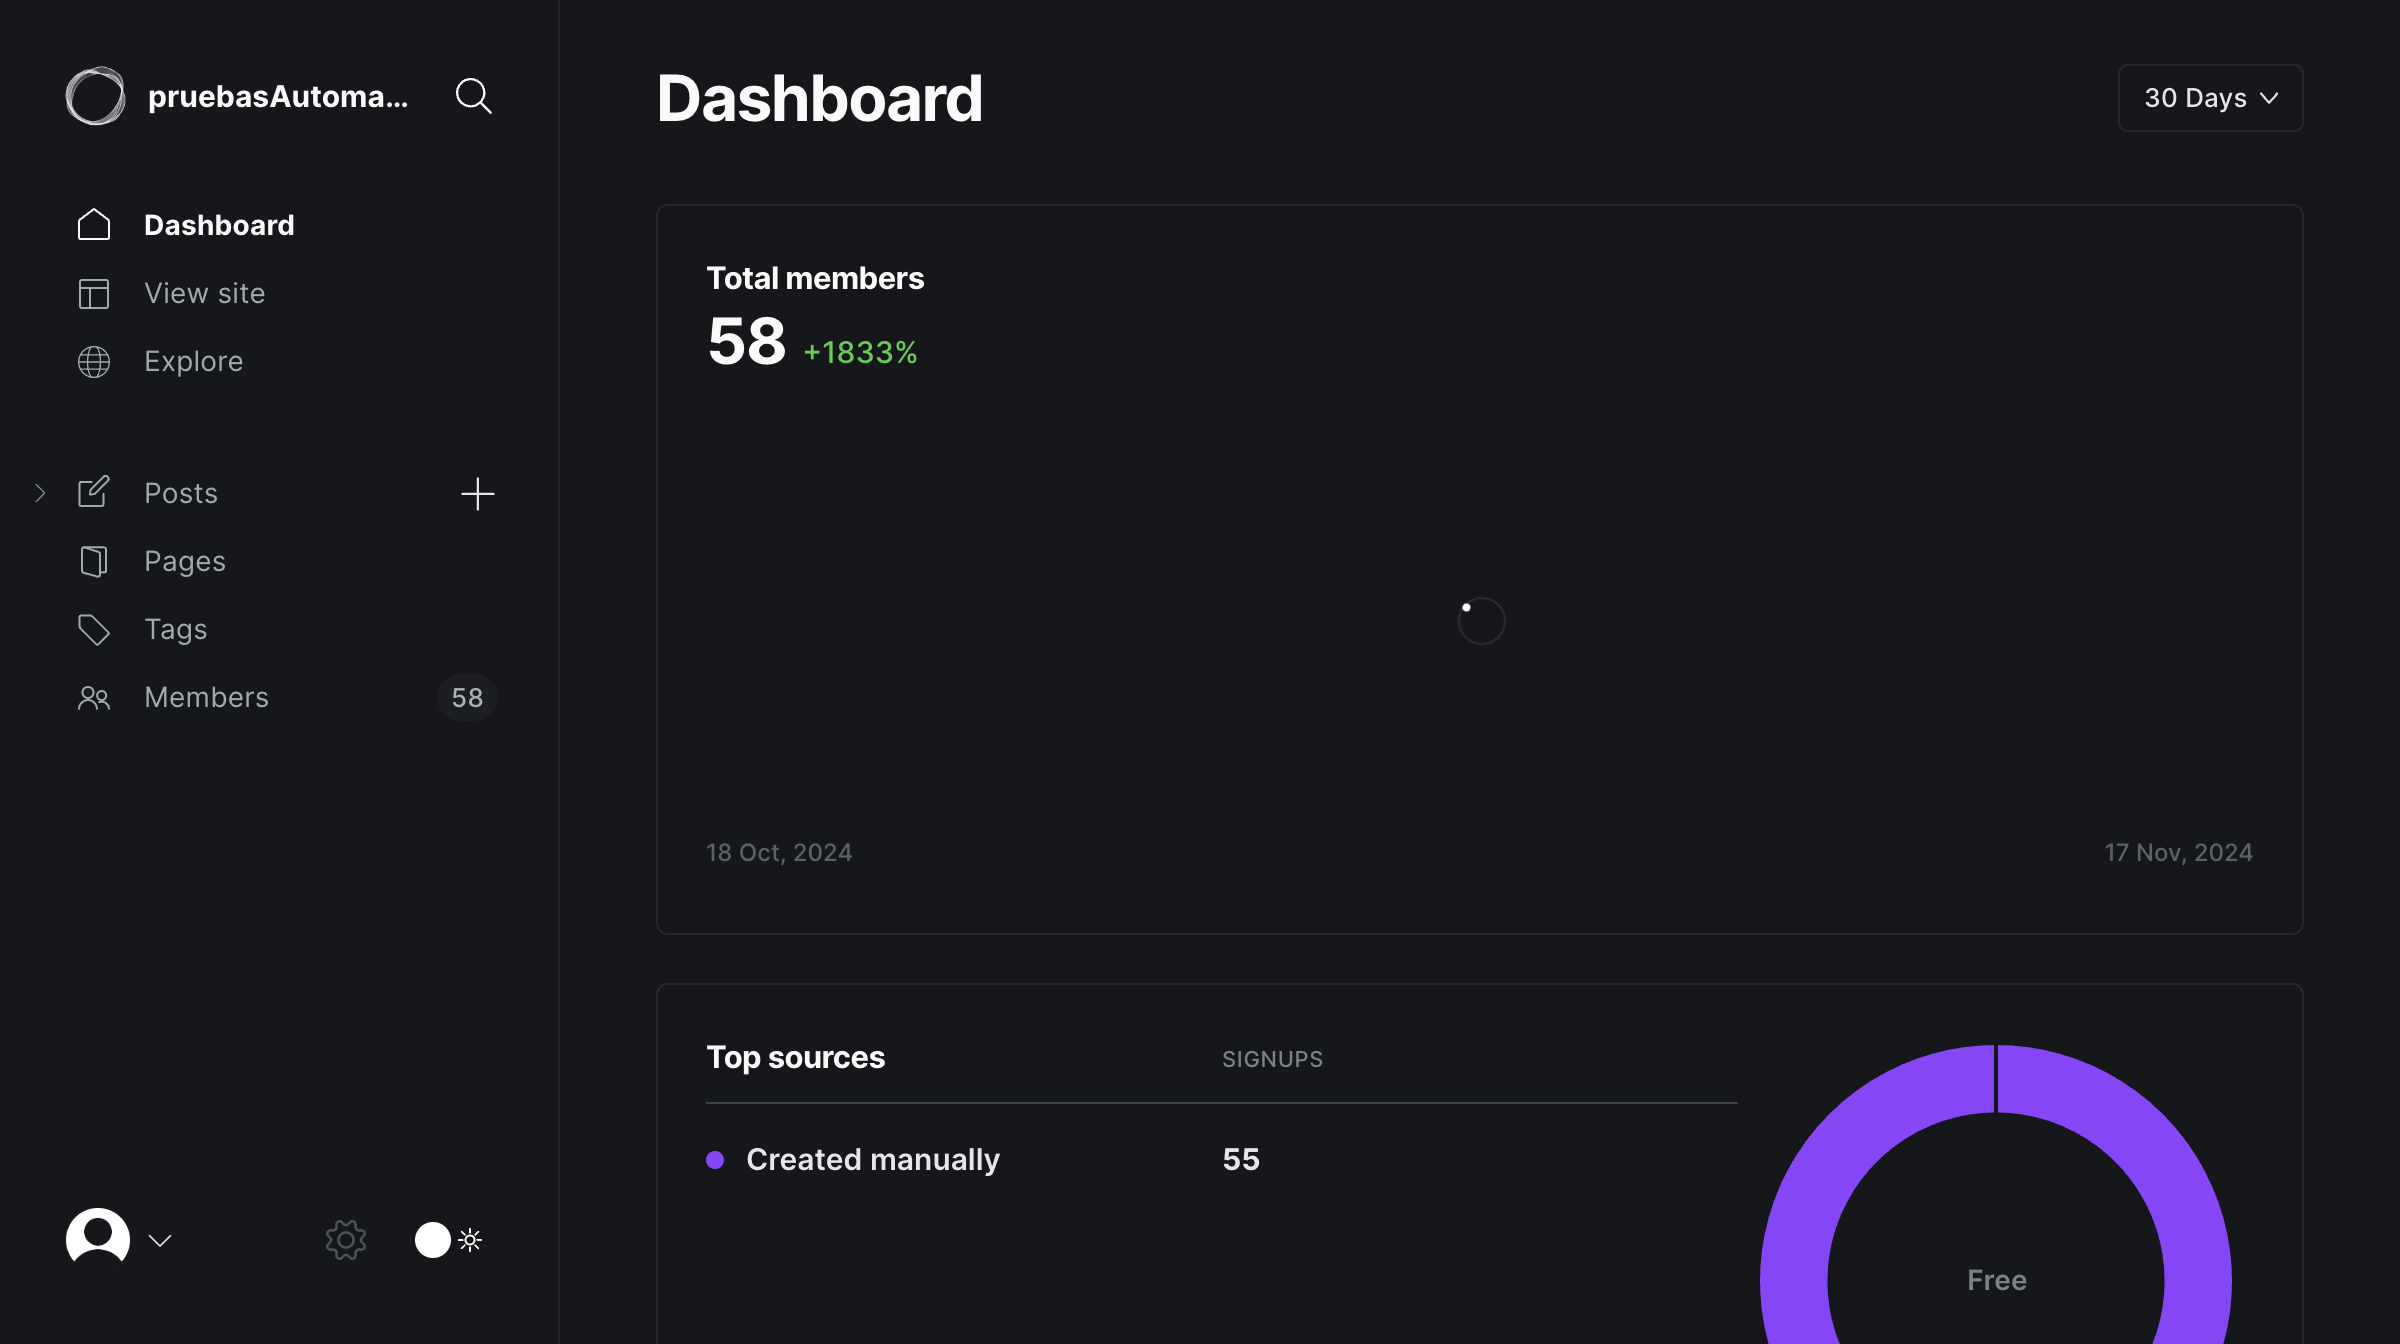 pruebasAutoma...
Dashboard
View site
Explore
Posts
Pages
Tags
Members 58
Dashboard
30 Days
Total members
58 +1833%
18 Oct, 2024 17 Nov, 2024
Top sources SIGNUPS
Created manually 55
Free